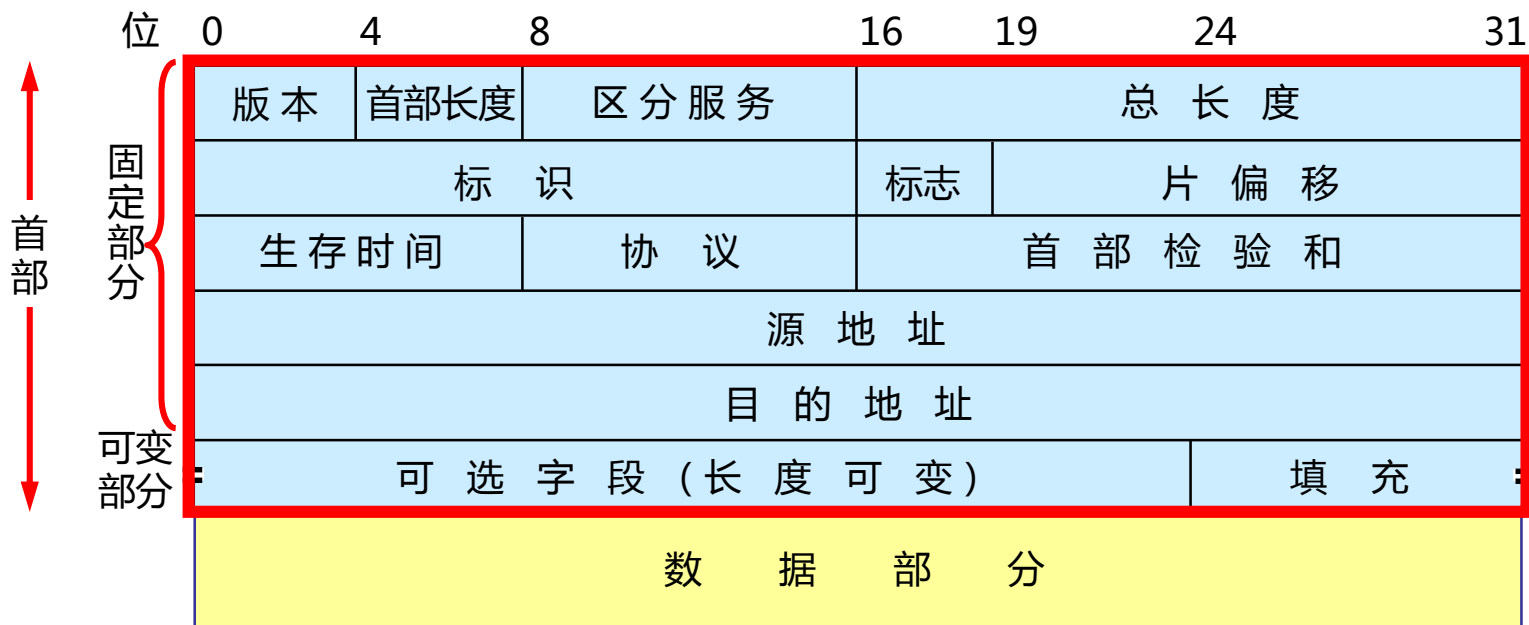 位 0 4 8 16 19 24 31
版本 首部长度 区分服务 总长度
标识 标志 片偏移
生存时间 协议 首部检验和
源地址
目的地址
可选字段(长度可变) 填充
数据部分
首部
固定部分
可变
部分